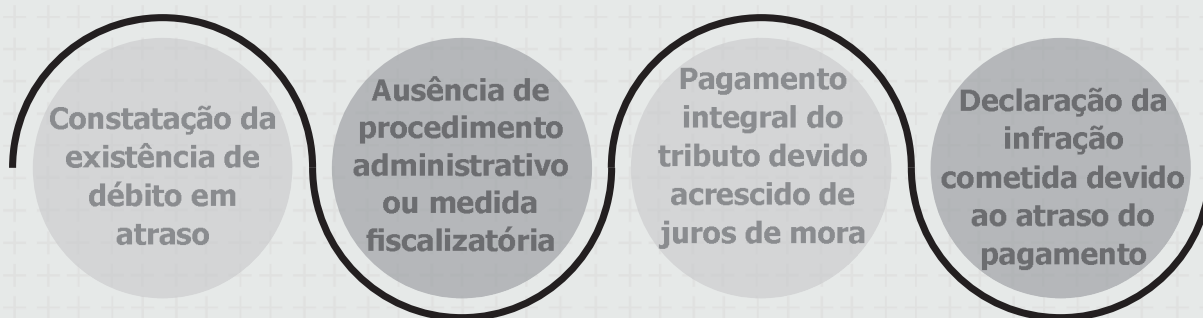 Constatação da
existência de
débito em
atraso
Ausência de
procedimento
administrativo
ou medida
fiscalizatória
Pagamento
integral do
tributo devido
acrescido de
juros de mora
Declaração da
infração
cometida devido
ao atraso do
pagamento